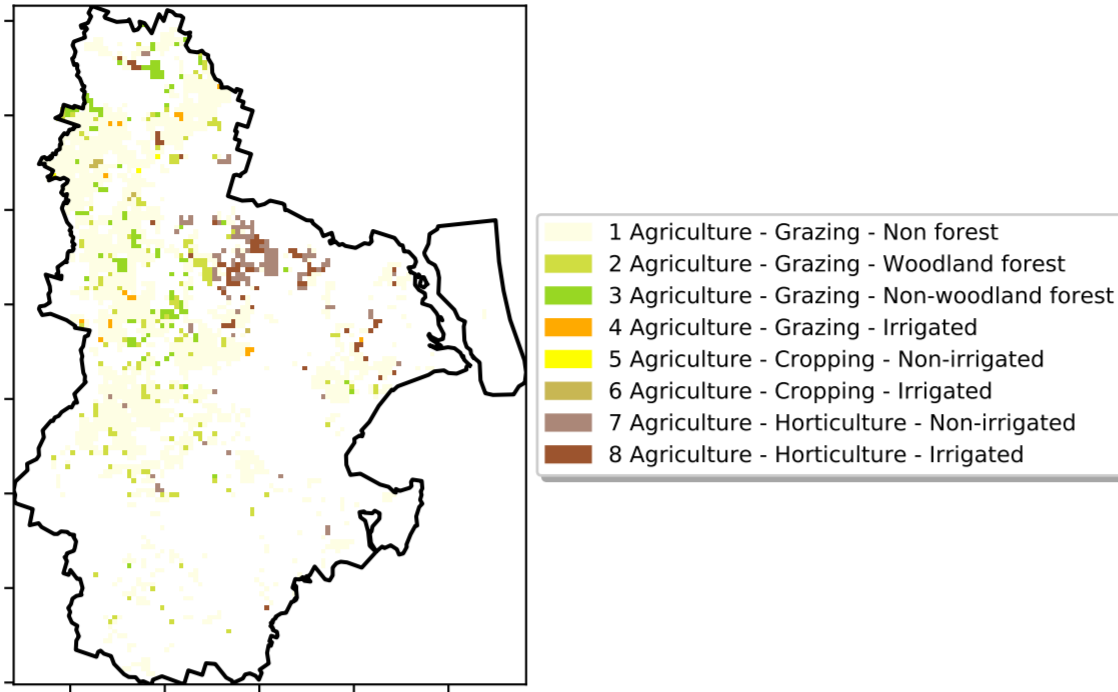 1 Agriculture - Grazing - Non forest
2 Agriculture - Grazing - Woodland forest
3 Agriculture - Grazing - Non-woodland forest
4 Agriculture - Grazing - Irrigated
5 Agriculture - Cropping - Non-irrigated
6 Agriculture - Cropping - Irrigated
7 Agriculture - Horticulture - Non-irrigated
8 Agriculture - Horticulture - Irrigated